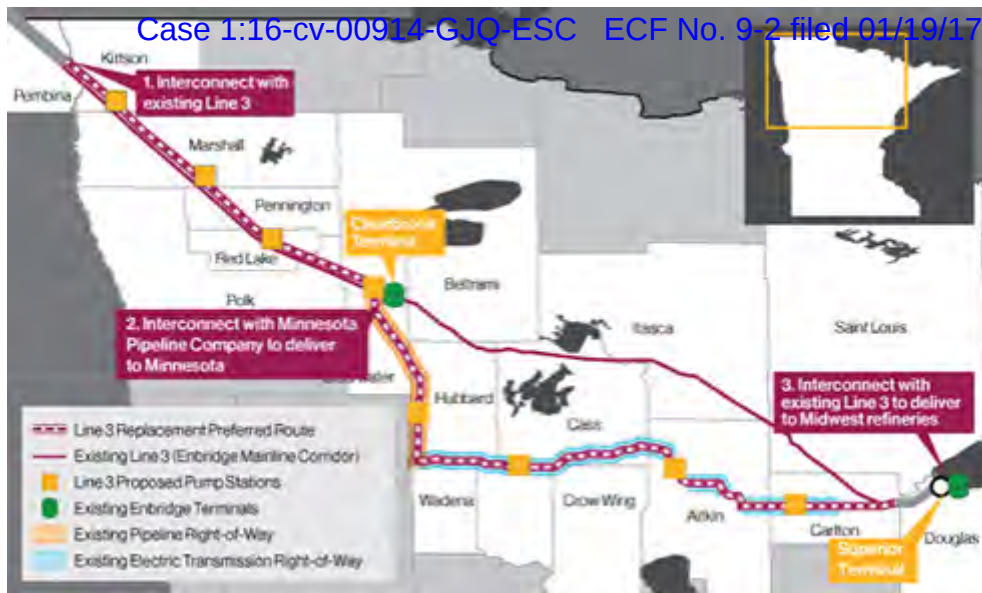 Case 1:16-cv-00914-GJQ-ESC ECF No. 9-2 filed 01/19/17
Kittson
Pembina
1. Interconnect with
existing Line 3
Marshall
Pennington
Clearbrook
Terminal
Red Lake
Beltrami
Polk
Itasca
Saint Louis
2. Interconnect with Minnesota
Pipeline Company to deliver
to Minnesota
water
Hubbard
Cass
3. Interconnect with
existing Line 3 to deliver
to Midwest refineries
Line 3 Replacement Preferred Route
Existing Line 3 (Enbridge Mainline Corridor)
Line 3 Proposed Pump Stations
Existing Enbridge Terminals
Existing Pipeline Right-of-Way
Existing Electric Transmission Right-of-Way
Wadena
Crow Wing
Aitkin
Carlton
Douglas
Superior
Terminal